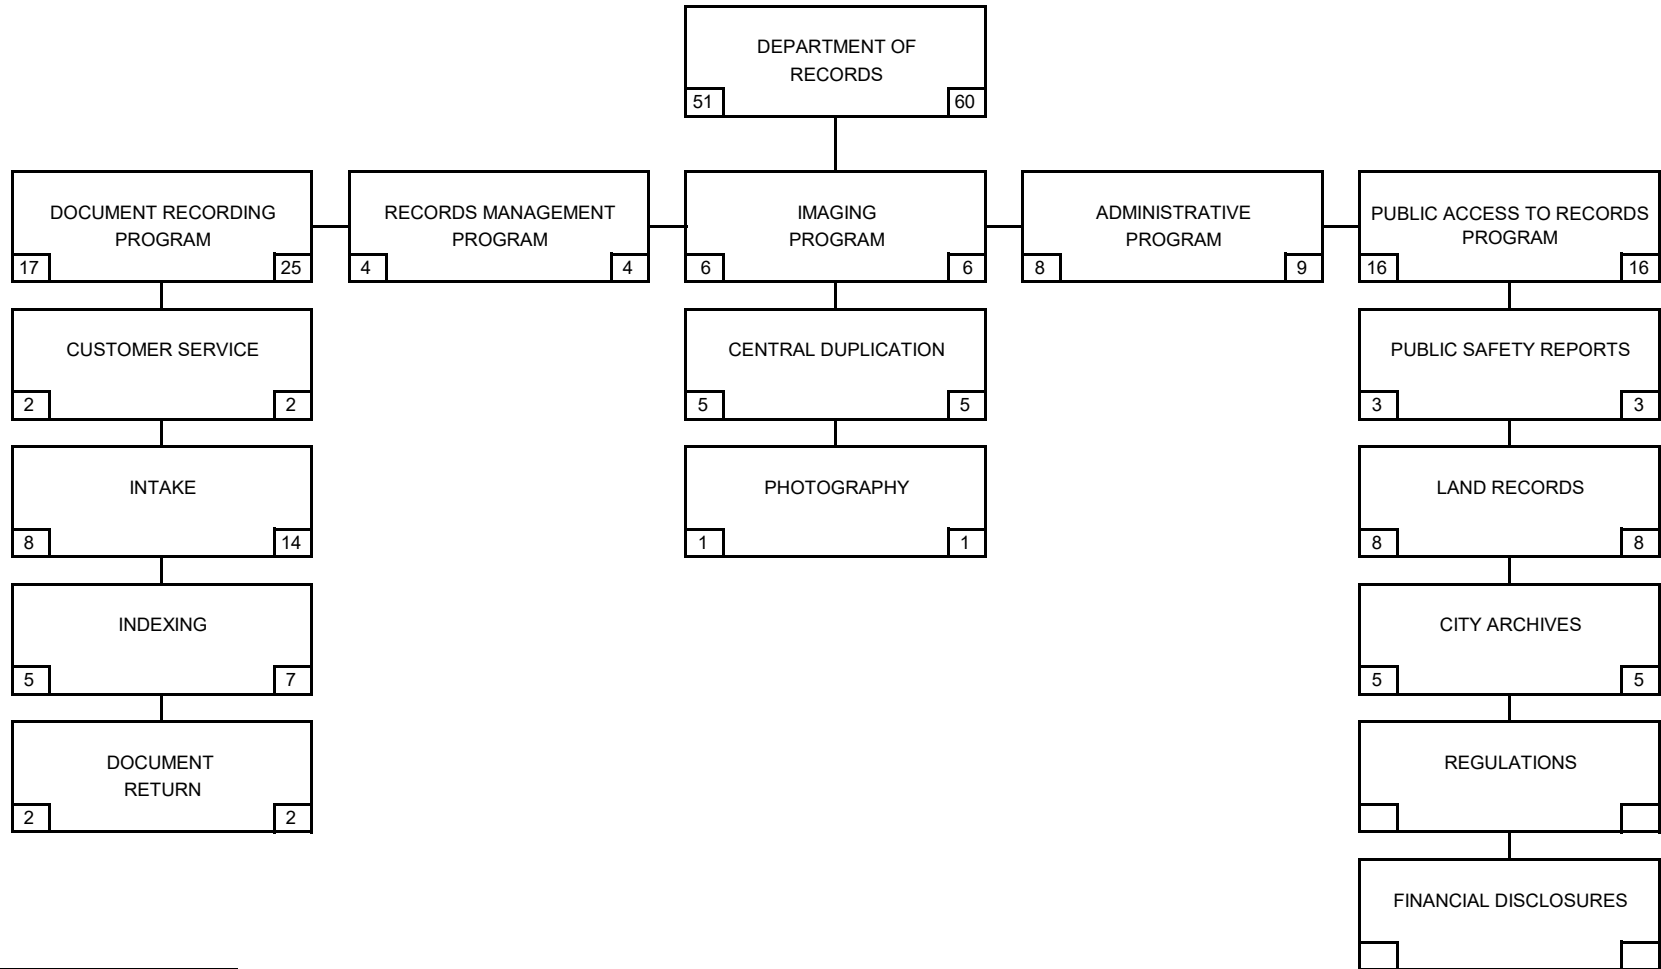 DEPARTMENT OF
RECORDS
51 60
DOCUMENT RECORDING
PROGRAM
17 25
RECORDS MANAGEMENT
PROGRAM
4 4
IMAGING
PROGRAM
6 6
ADMINISTRATIVE
PROGRAM
8 9
PUBLIC ACCESS TO RECORDS
PROGRAM
16 16
CUSTOMER SERVICE
2 2
INTAKE
8 14
INDEXING
5 7
DOCUMENT
RETURN
2 2
CENTRAL DUPLICATION
5 5
PHOTOGRAPHY
1 1
PUBLIC SAFETY REPORTS
3 3
LAND RECORDS
8 8
CITY ARCHIVES
5 5
REGULATIONS
FINANCIAL DISCLOSURES